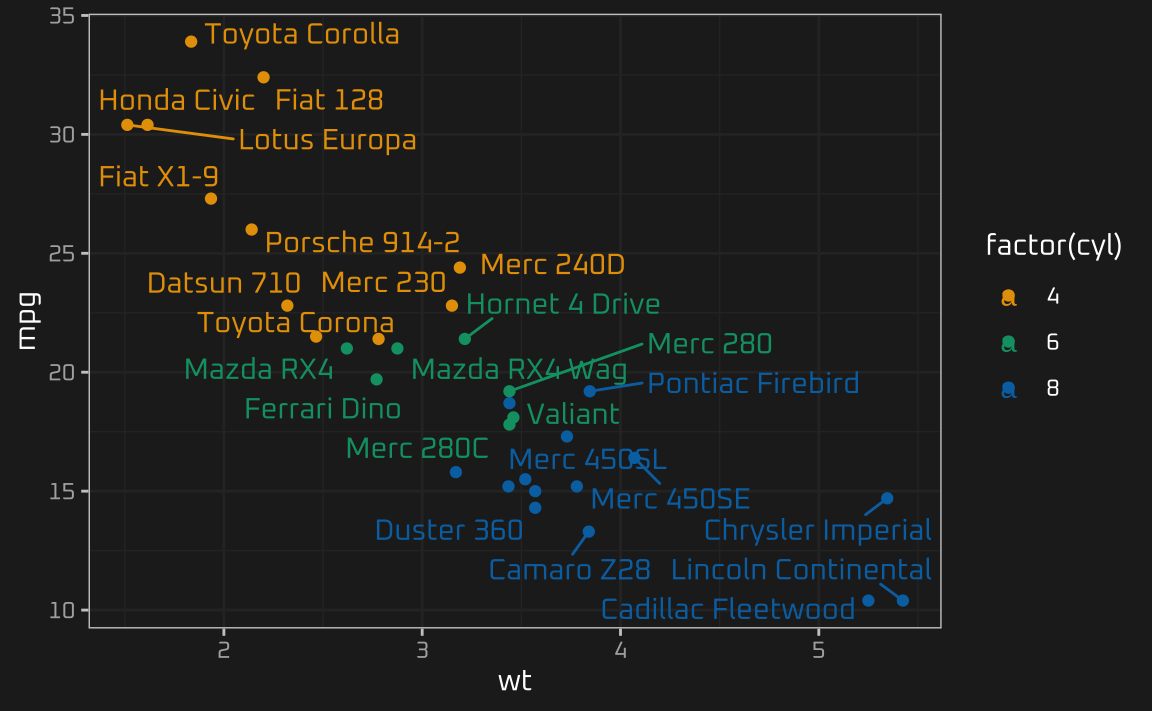 35
Toyota Corolla
Honda Civic
Fiat 128
30
Lotus Europa
Fiat X1-9
Porsche 914-2
25
Merc 240D
Datsun 710
Merc 230
Hornet 4 Drive
Toyota Corona
Merc 280
Mazda RX4
Mazda RX4 Wag
20
Pontiac Firebird
Ferrari Dino
Valiant
Merc 280C
Merc 450SL
15
Merc 450SE
Duster 360
Chrysler Imperial
Camaro Z28
Lincoln Continental
10
Cadillac Fleetwood
2
3
4
5
wt
mpg
factor(cyl)
a 4
a 6
a 8